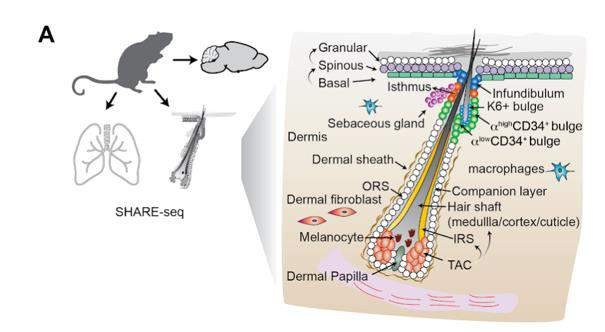 A
SHARE-seq
Granular
Spinous
Basal
Isthmus
Infundibulum
K6+ bulge
Sebaceous gland
αhighCD34+ bulge
αlowCD34+ bulge
Dermis
Dermal sheath
macrophages
ORS
Companion layer
Dermal fibroblast
Hair shaft
(medullla/cortex/cuticle)
Melanocyte
IRS
TAC
Dermal Papilla